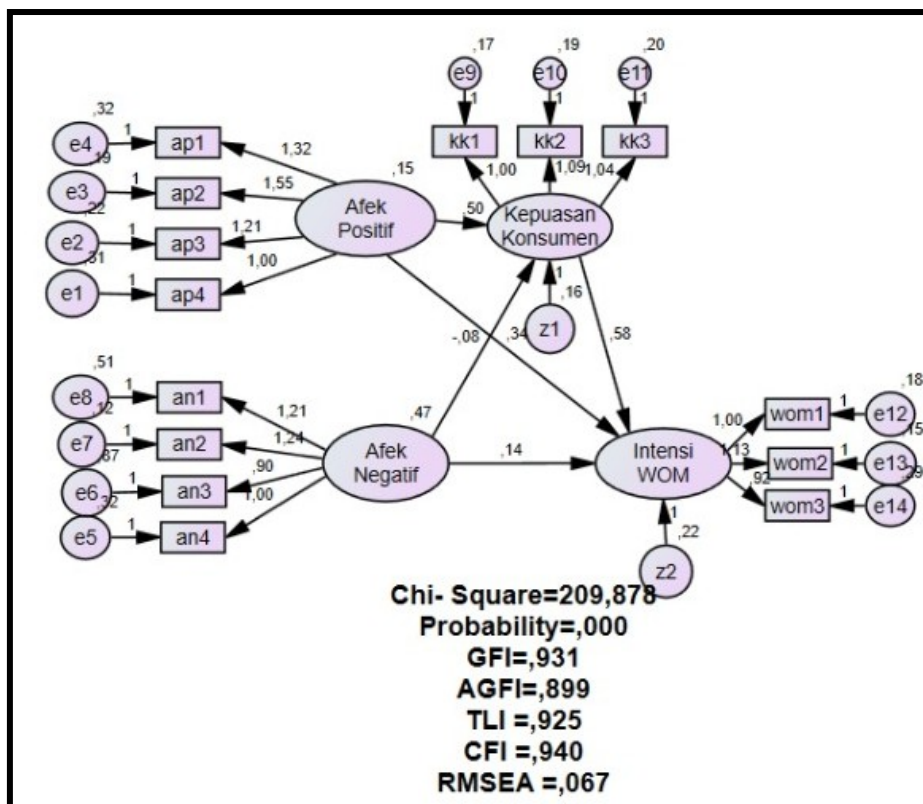 ,17
,19
,20
e9
e10
e11
1
1
1
kk1
kk2
kk3
1,00
1,09
1,04
,32
e4
1
ap1
1,32
,19
e3
1
ap2
1,55
,22
e2
1
ap3
1,21
,31
e1
1
ap4
1,00
,15
Afek
Positif
,50
Kepuasan
Konsumen
1
,16
z1
-,08
,34
,58
,51
e8
1
an1
1,21
,12
e7
1
an2
1,24
e6
1
an3
,90
,32
e5
1
an4
1,00
,47
Afek
Negatif
,14
Intensi
WOM
1,00
wom1
1
,18
e12
1,13
wom2
1
,15
e13
,92
wom3
1
e14
1
,22
z2
Chi- Square=209,878
Probability=,000
GFI=,931
AGFI=,899
TLI =,925
CFI =,940
RMSEA =,067